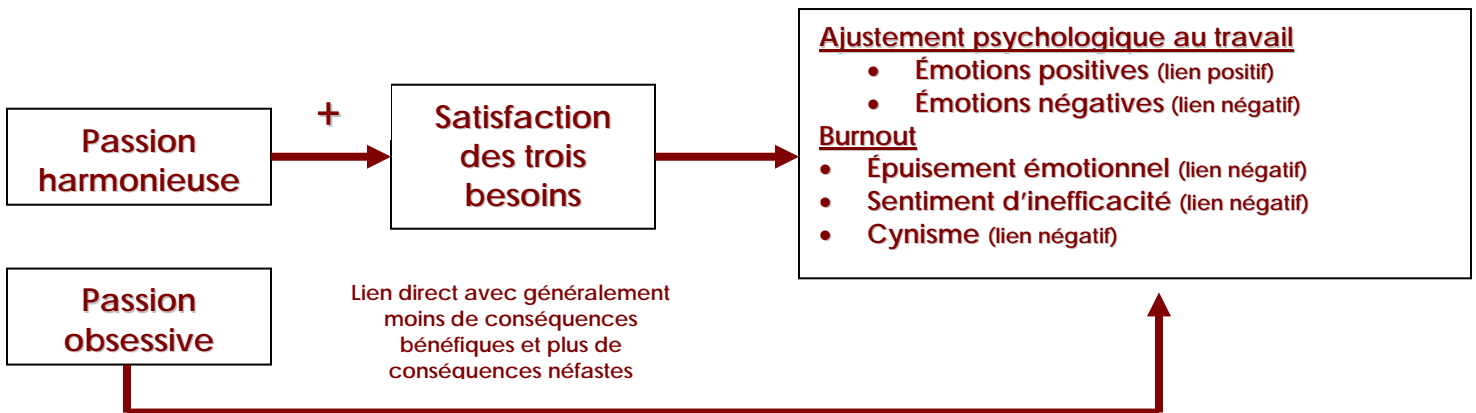 Passion
harmonieuse
+
Satisfaction
des trois
besoins
Ajustement psychologique au travail
• Émotions positives (lien positif)
• Émotions négatives (lien négatif)
Burnout
• Épuisement émotionnel (lien négatif)
• Sentiment d’inefficacité (lien négatif)
• Cynisme (lien négatif)
Passion
obsessive
Lien direct avec généralement
moins de conséquences
bénéfiques et plus de
conséquences néfastes